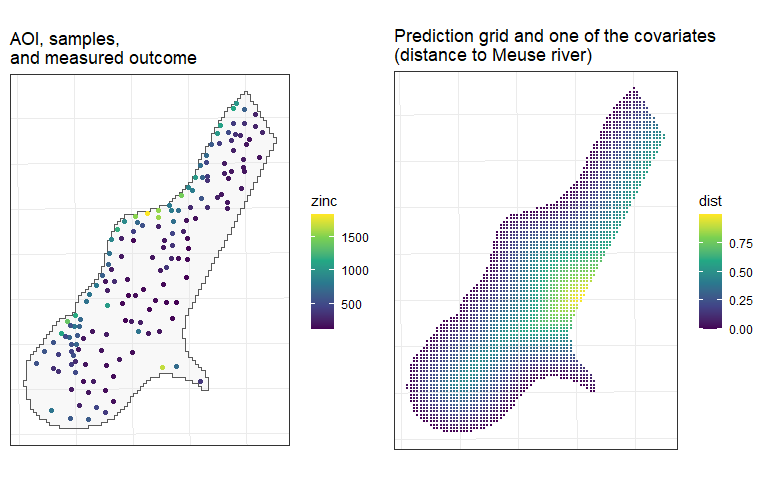 AOI, samples,
and measured outcome
zinc
1500
1000
500
Prediction grid and one of the covariates
(distance to Meuse river)
dist
0.75
0.50
0.25
0.00